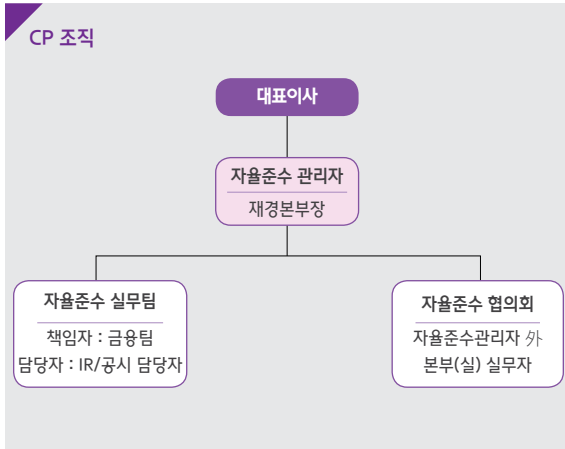 CP 조직
대표이사
자율준수 관리자
재경본부장
자율준수 실무팀
책임자 : 금융팀
담당자 : IR/공시 담당자
자율준수 협의회
자율준수관리자 外
본부(실) 실무자